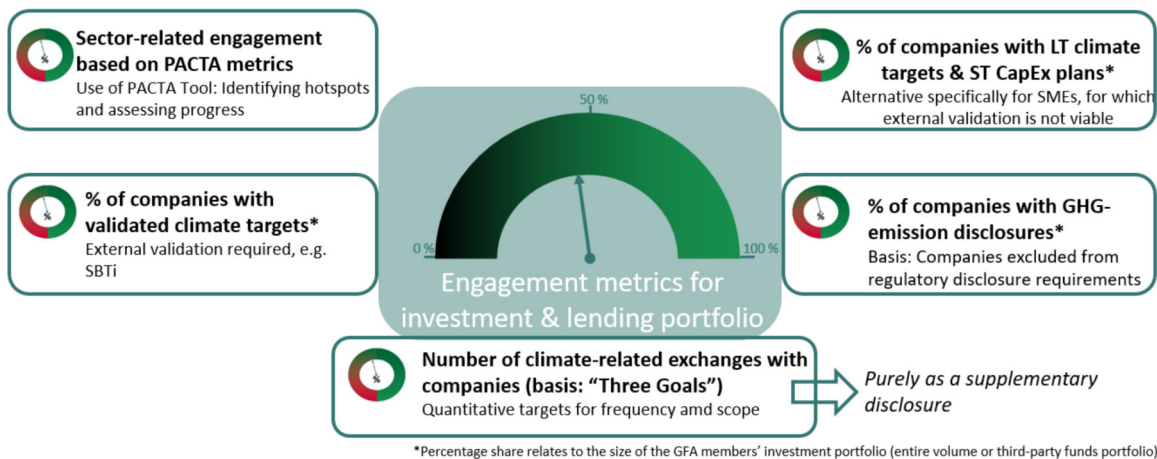 Sector-related engagement
based on PACTA metrics
Use of PACTA Tool: Identifying hotspots
and assessing progress
%
% of companies with
validated climate targets*
External validation required, e.g.
SBTi
%
50 %
0 %
100 %
Engagement metrics for
investment & lending portfolio
% of companies with LT climate
targets & ST CapEx plans*
Alternative specifically for SMEs, for which
external validation is not viable
%
% of companies with GHG-
emission disclosures*
Basis: Companies excluded from
regulatory disclosure requirements
%
Number of climate-related exchanges with
companies (basis: “Three Goals”)
Quantitative targets for frequency amd scope
%
Purely as a supplementary
disclosure
*Percentage share relates to the size of the GFA members’ investment portfolio (entire volume or third-party funds portfolio)